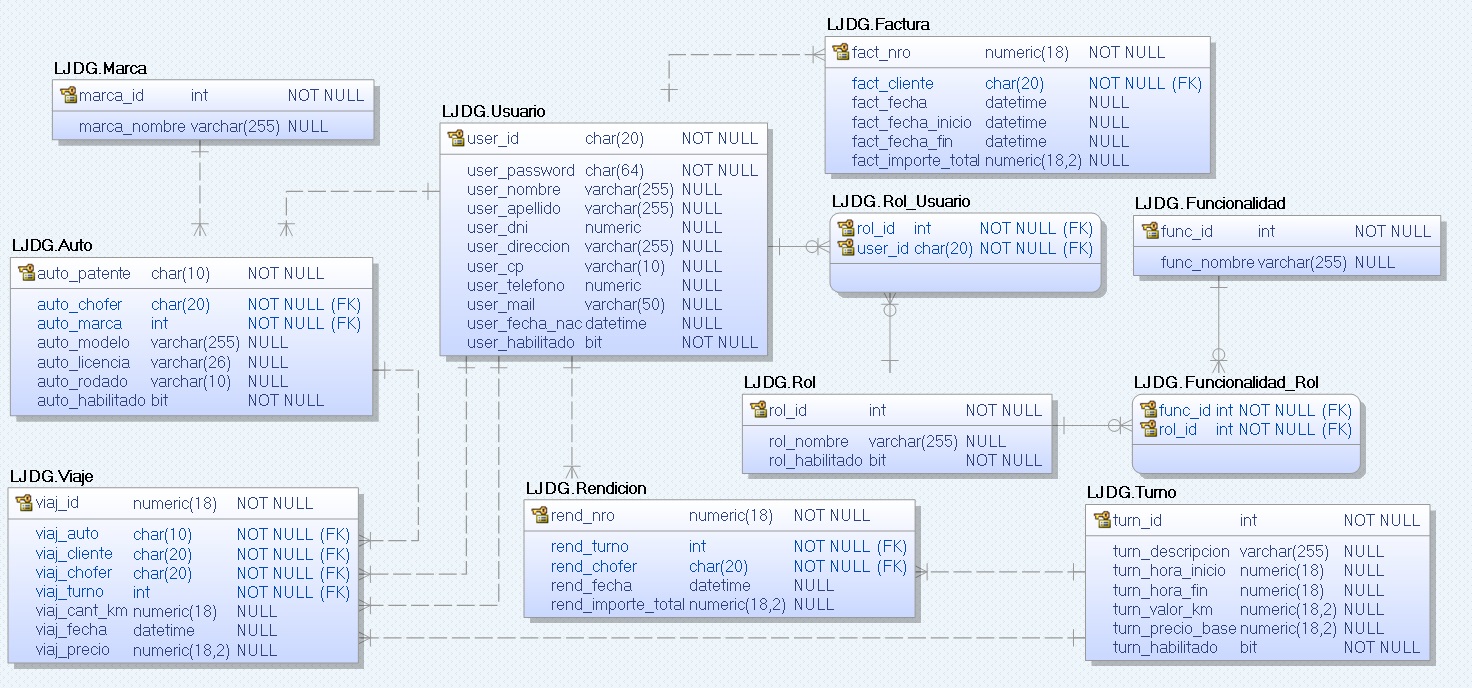 LJDG.Marca
marca_id int NOT NULL
marca_nombre varchar(255) NULL
LJDG.Usuario
user_id char(20) NOT NULL
user_password char(64) NOT NULL
user_nombre varchar(255) NULL
user_apellido varchar(255) NULL
user_dni numeric NULL
user_direccion varchar(255) NULL
user_cp varchar(10) NULL
user_telefono numeric NULL
user_mail varchar(50) NULL
user_fecha_nac datetime NULL
user_habilitado bit NOT NULL
LJDG.Factura
fact_nro numeric(18) NOT NULL
fact_cliente char(20) NOT NULL (FK)
fact_fecha datetime NULL
fact_fecha_inicio datetime NULL
fact_fecha_fin datetime NULL
fact_importe_total numeric(18,2) NULL
LJDG.Rol_Usuario
rol_id int NOT NULL (FK)
user_id char(20) NOT NULL (FK)
LJDG.Funcionalidad
func_id int NOT NULL
func_nombre varchar(255) NULL
LJDG.Auto
auto_patente char(10) NOT NULL
auto_chofer char(20) NOT NULL (FK)
auto_marca int NOT NULL (FK)
auto_modelo varchar(255) NULL
auto_licencia varchar(26) NULL
auto_rodado varchar(10) NULL
auto_habilitado bit NOT NULL
LJDG.Rol
rol_id int NOT NULL
rol_nombre varchar(255) NULL
rol_habilitado bit NOT NULL
LJDG.Funcionalidad_Rol
func_id int NOT NULL (FK)
rol_id int NOT NULL (FK)
LJDG.Viaje
viaj_id numeric(18) NOT NULL
viaj_auto char(10) NOT NULL (FK)
viaj_cliente char(20) NOT NULL (FK)
viaj_chofer char(20) NOT NULL (FK)
viaj_turno int NOT NULL (FK)
viaj_cant_km numeric(18) NULL
viaj_fecha datetime NULL
viaj_precio numeric(18,2) NULL
LJDG.Rendicion
rend_nro numeric(18) NOT NULL
rend_turno int NOT NULL (FK)
rend_chofer char(20) NOT NULL (FK)
rend_fecha datetime NULL
rend_importe_total numeric(18,2) NULL
LJDG.Turno
turn_id int NOT NULL
turn_descripcion varchar(255) NULL
turn_hora_inicio numeric(18) NULL
turn_hora_fin numeric(18) NULL
turn_valor_km numeric(18,2) NULL
turn_precio_base numeric(18,2) NULL
turn_habilitado bit NOT NULL